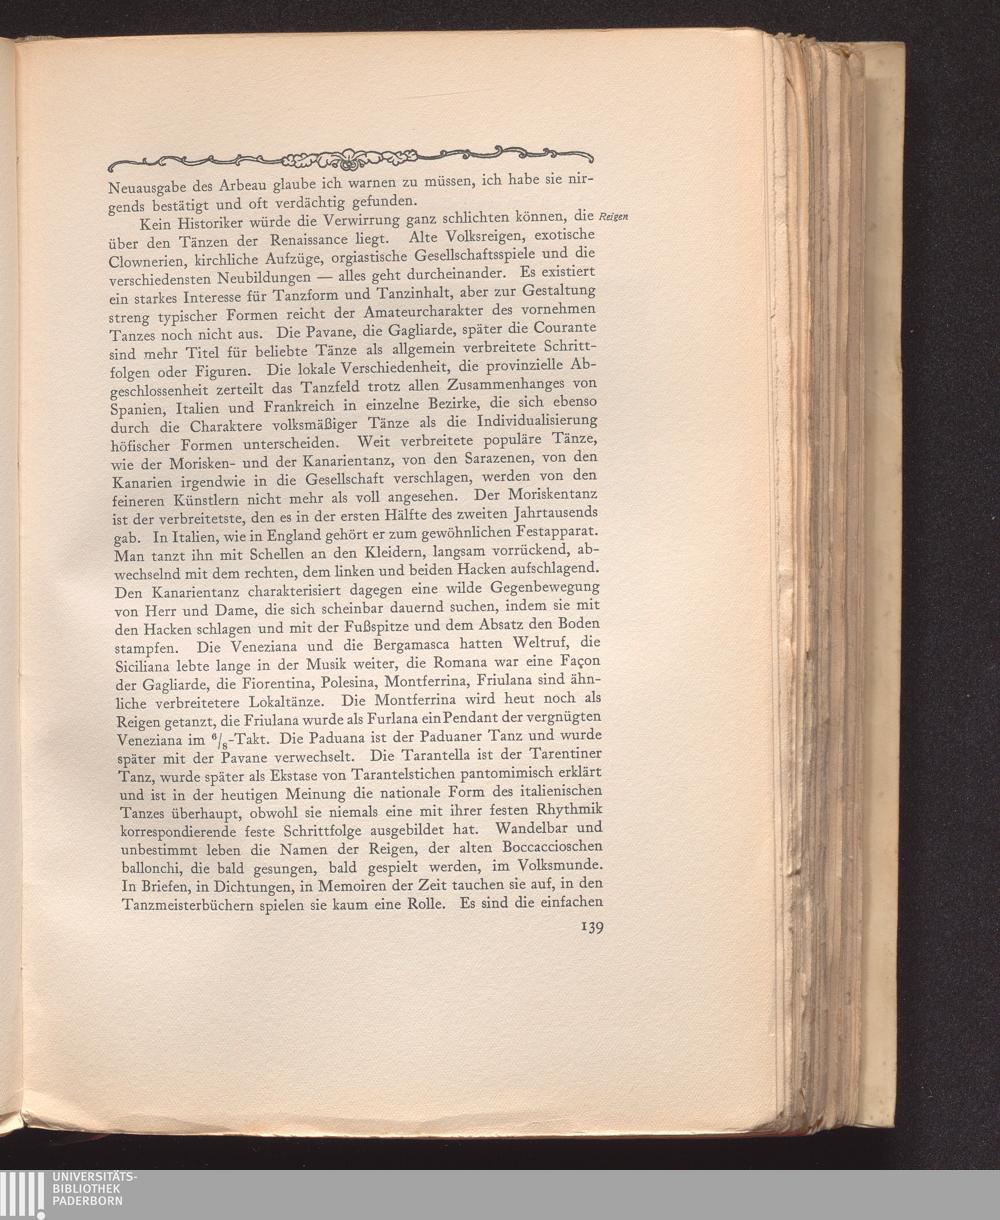 Neuausgabe des Arbeau glaube ich warnen zu müssen, ich habe sie nir-
gends bestätigt und oft verdächtig gefunden.
Kein Historiker würde die Verwirrung ganz schlichten können, die Reigen
über den Tänzen der Renaissance liegt. Alte Volksreigen, exotische
Clownerien, kirchliche Aufzüge, orgiastische Gesellschaftsspiele und die
verschiedensten Neubildungen — alles geht durcheinander. Es existiert
ein starkes Interesse für Tanzform und Tanzinhalt, aber zur Gestaltung
streng typischer Formen reicht der Amateurcharakter des vornehmen
Tanzes noch nicht aus. Die Pavane, die Gagliarde, später die Courante
sind mehr Titel für beliebte Tänze als allgemein verbreitete Schritt-
folgen oder Figuren. Die lokale Verschiedenheit, die provinzielle Ab-
geschlossenheit zerteilt das Tanzfeld trotz allen Zusammenhanges von
Spanien, Italien und Frankreich in einzelne Bezirke, die sich ebenso
durch die Charaktere volksmäßiger Tänze als die Individualisierung
höfischer Formen unterscheiden. Weit verbreitete populäre Tänze,
wie der Morisken- und der Kanarientanz, von den Sarazenen, von den
Kanarien irgendwie in die Gesellschaft verschlagen, werden von den
feineren Künstlern nicht mehr als voll angesehen. Der Moriskentanz
ist der verbreitetste, den es in der ersten Hälfte des zweiten Jahrtausends
gab. In Italien, wie in England gehört er zum gewöhnlichen Festapparat.
Man tanzt ihn mit Schellen an den Kleidern, langsam vorrückend, ab-
wechselnd mit dem rechten, dem linken und beiden Hacken aufschlagend.
Den Kanarientanz charakterisiert dagegen eine wilde Gegenbewegung
von Herr und Dame, die sich scheinbar dauernd suchen, indem sie mit
den Hacken schlagen und mit der Fußspitze und dem Absatz den Boden
stampfen. Die Veneziana und die Bergamasca hatten Weltruf, die
Siciliana lebte lange in der Musik weiter, die Romana war eine Façon
der Gagliarde, die Fiorentina, Polesina, Montferrina, Friulana sind ähn-
liche verbreitetere Lokaltänze. Die Montferrina wird heut noch als
Reigen getanzt, die Friulana wurde als Furlana ein Pendant der vergnügten
Veneziana im 6/8-Takt. Die Paduana ist der Paduaner Tanz und wurde
später mit der Pavane verwechselt. Die Tarantella ist der Tarentiner
Tanz, wurde später als Ekstase von Tarantelstichen pantomimisch erklärt
und ist in der heutigen Meinung die nationale Form des italienischen
Tanzes überhaupt, obwohl sie niemals eine mit ihrer festen Rhythmik
korrespondierende feste Schrittfolge ausgebildet hat. Wandelbar und
unbestimmt leben die Namen der Reigen, der alten Boccaccioschen
ballonchi, die bald gesungen, bald gespielt werden, im Volksmunde.
In Briefen, in Dichtungen, in Memoiren der Zeit tauchen sie auf, in den
Tanzmeisterbüchern spielen sie kaum eine Rolle. Es sind die einfachen
139
UNIVERSITÄTS-
BIBLIOTHEK
PADERBORN